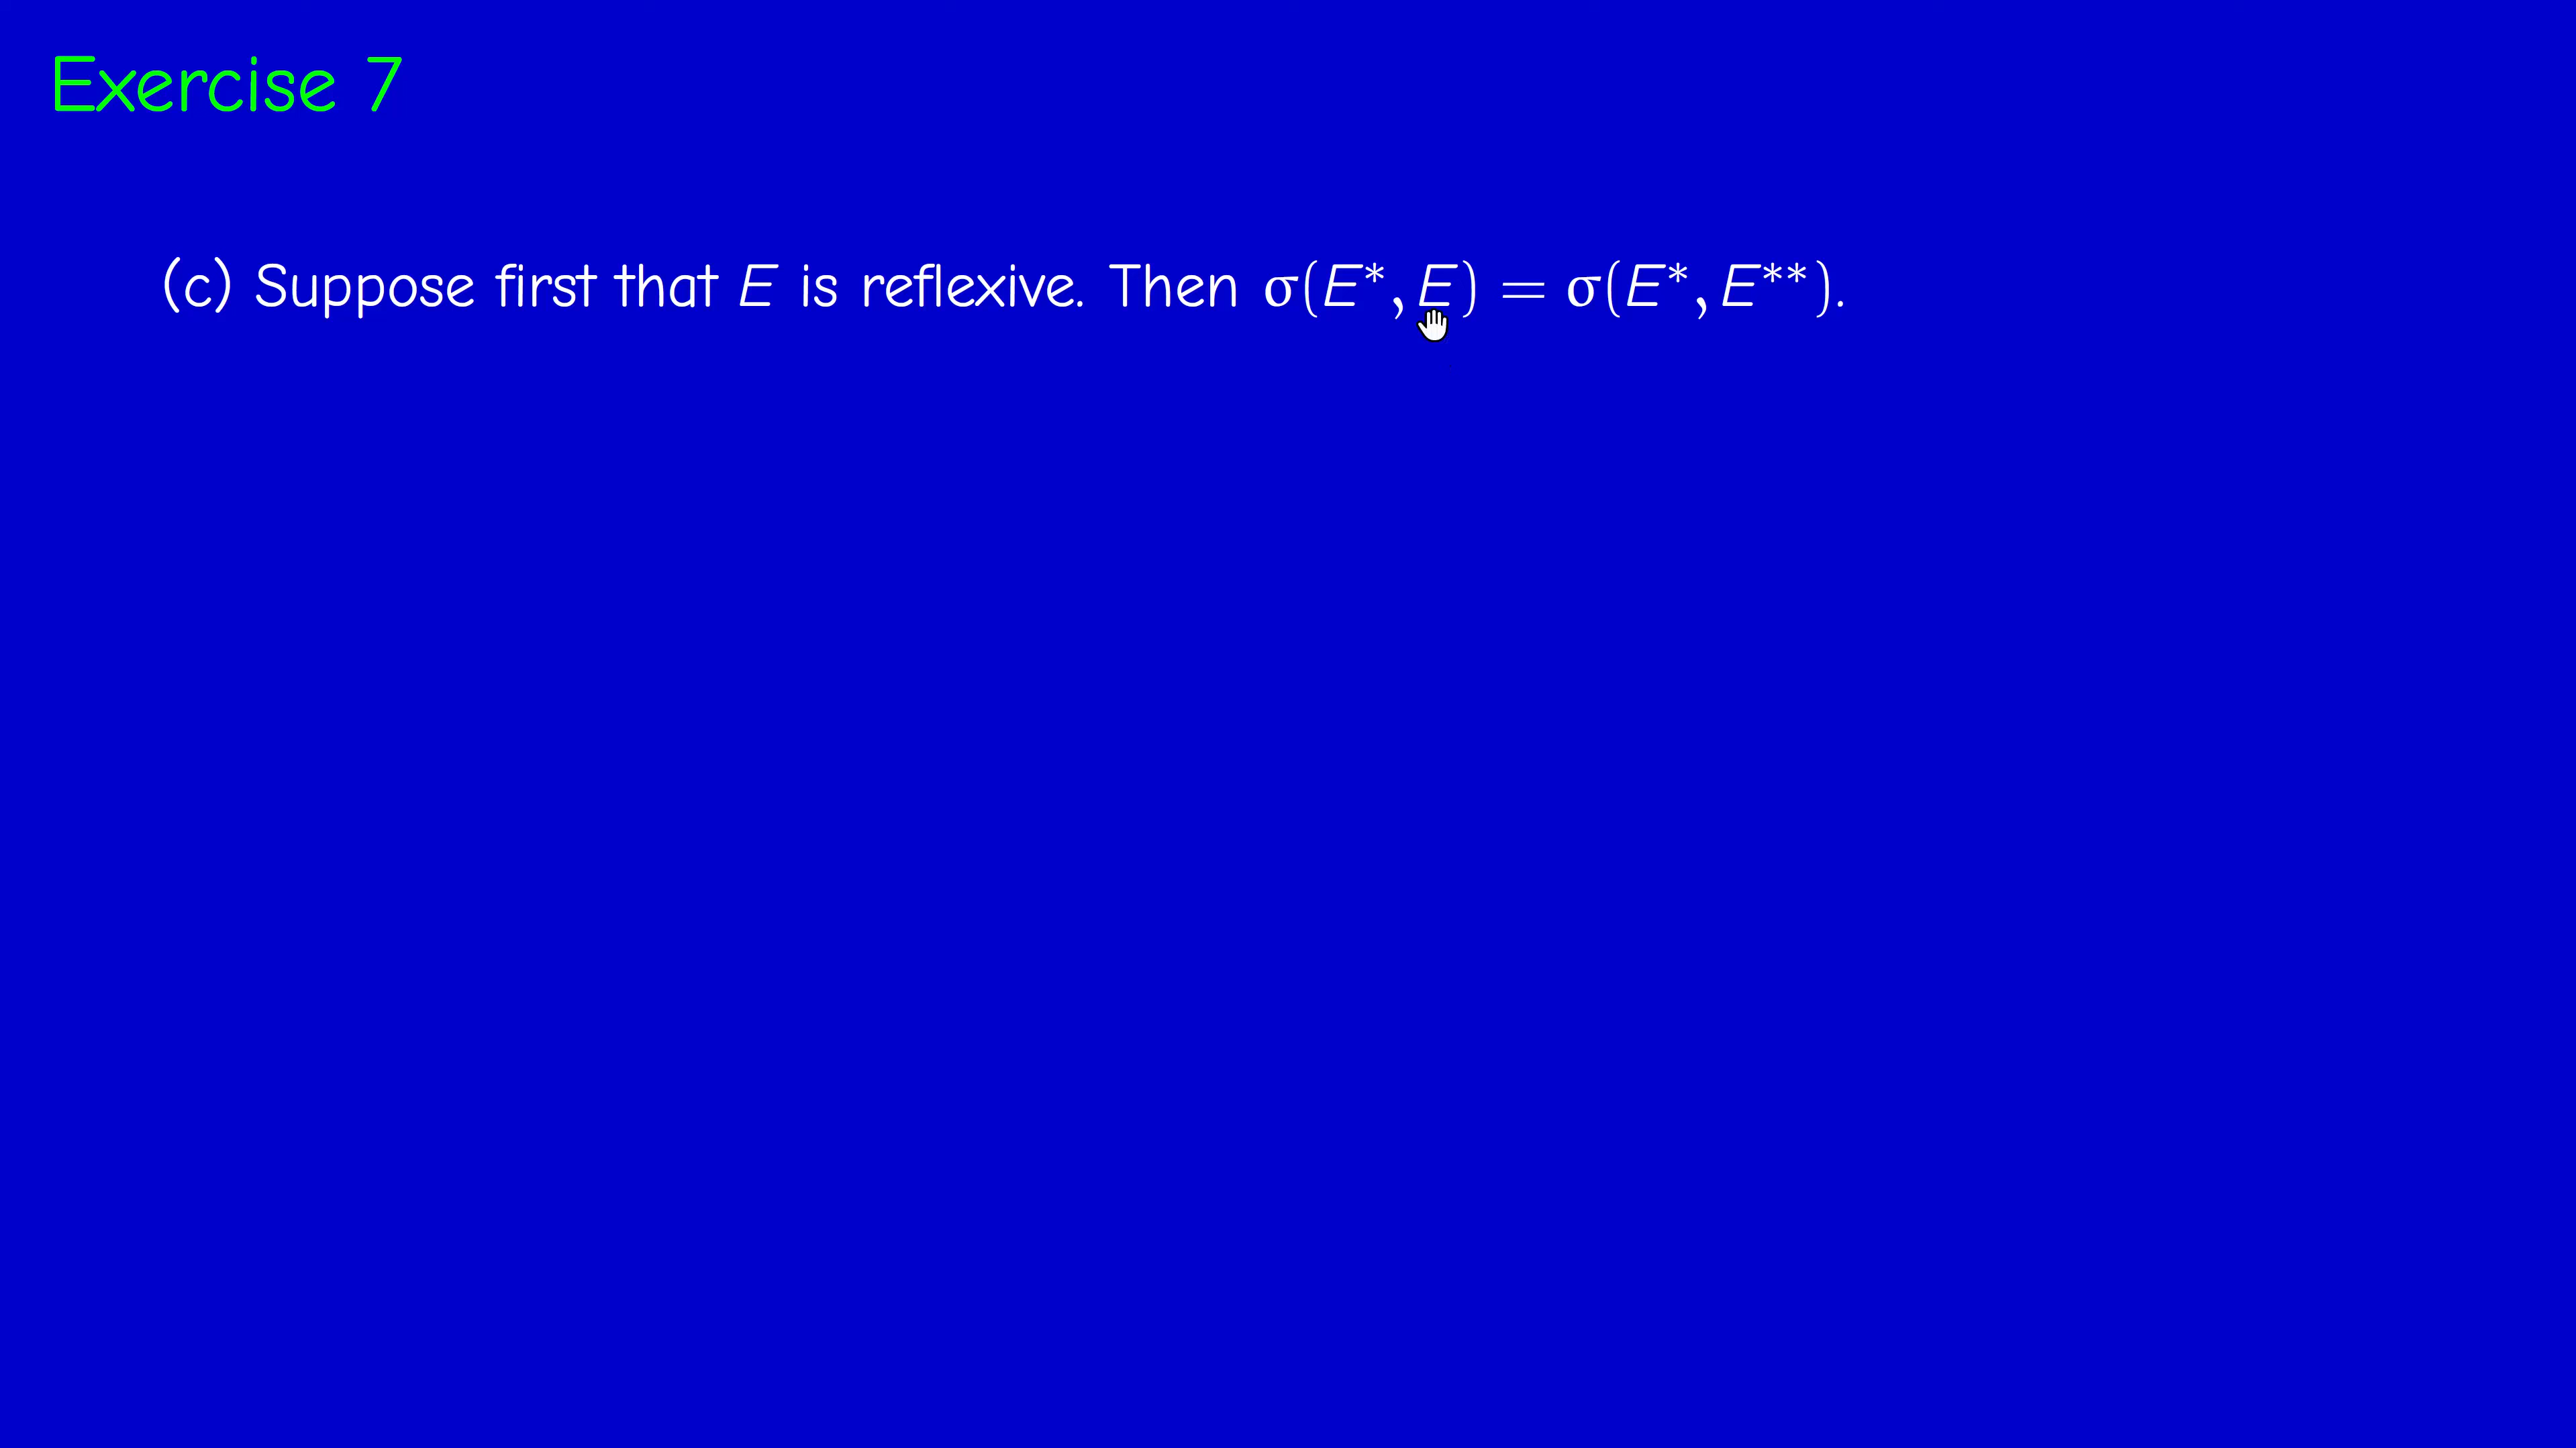 Exercise 7
(c) Suppose first that E is reflexive. Then σ(E*, E) = σ(E*, E**).